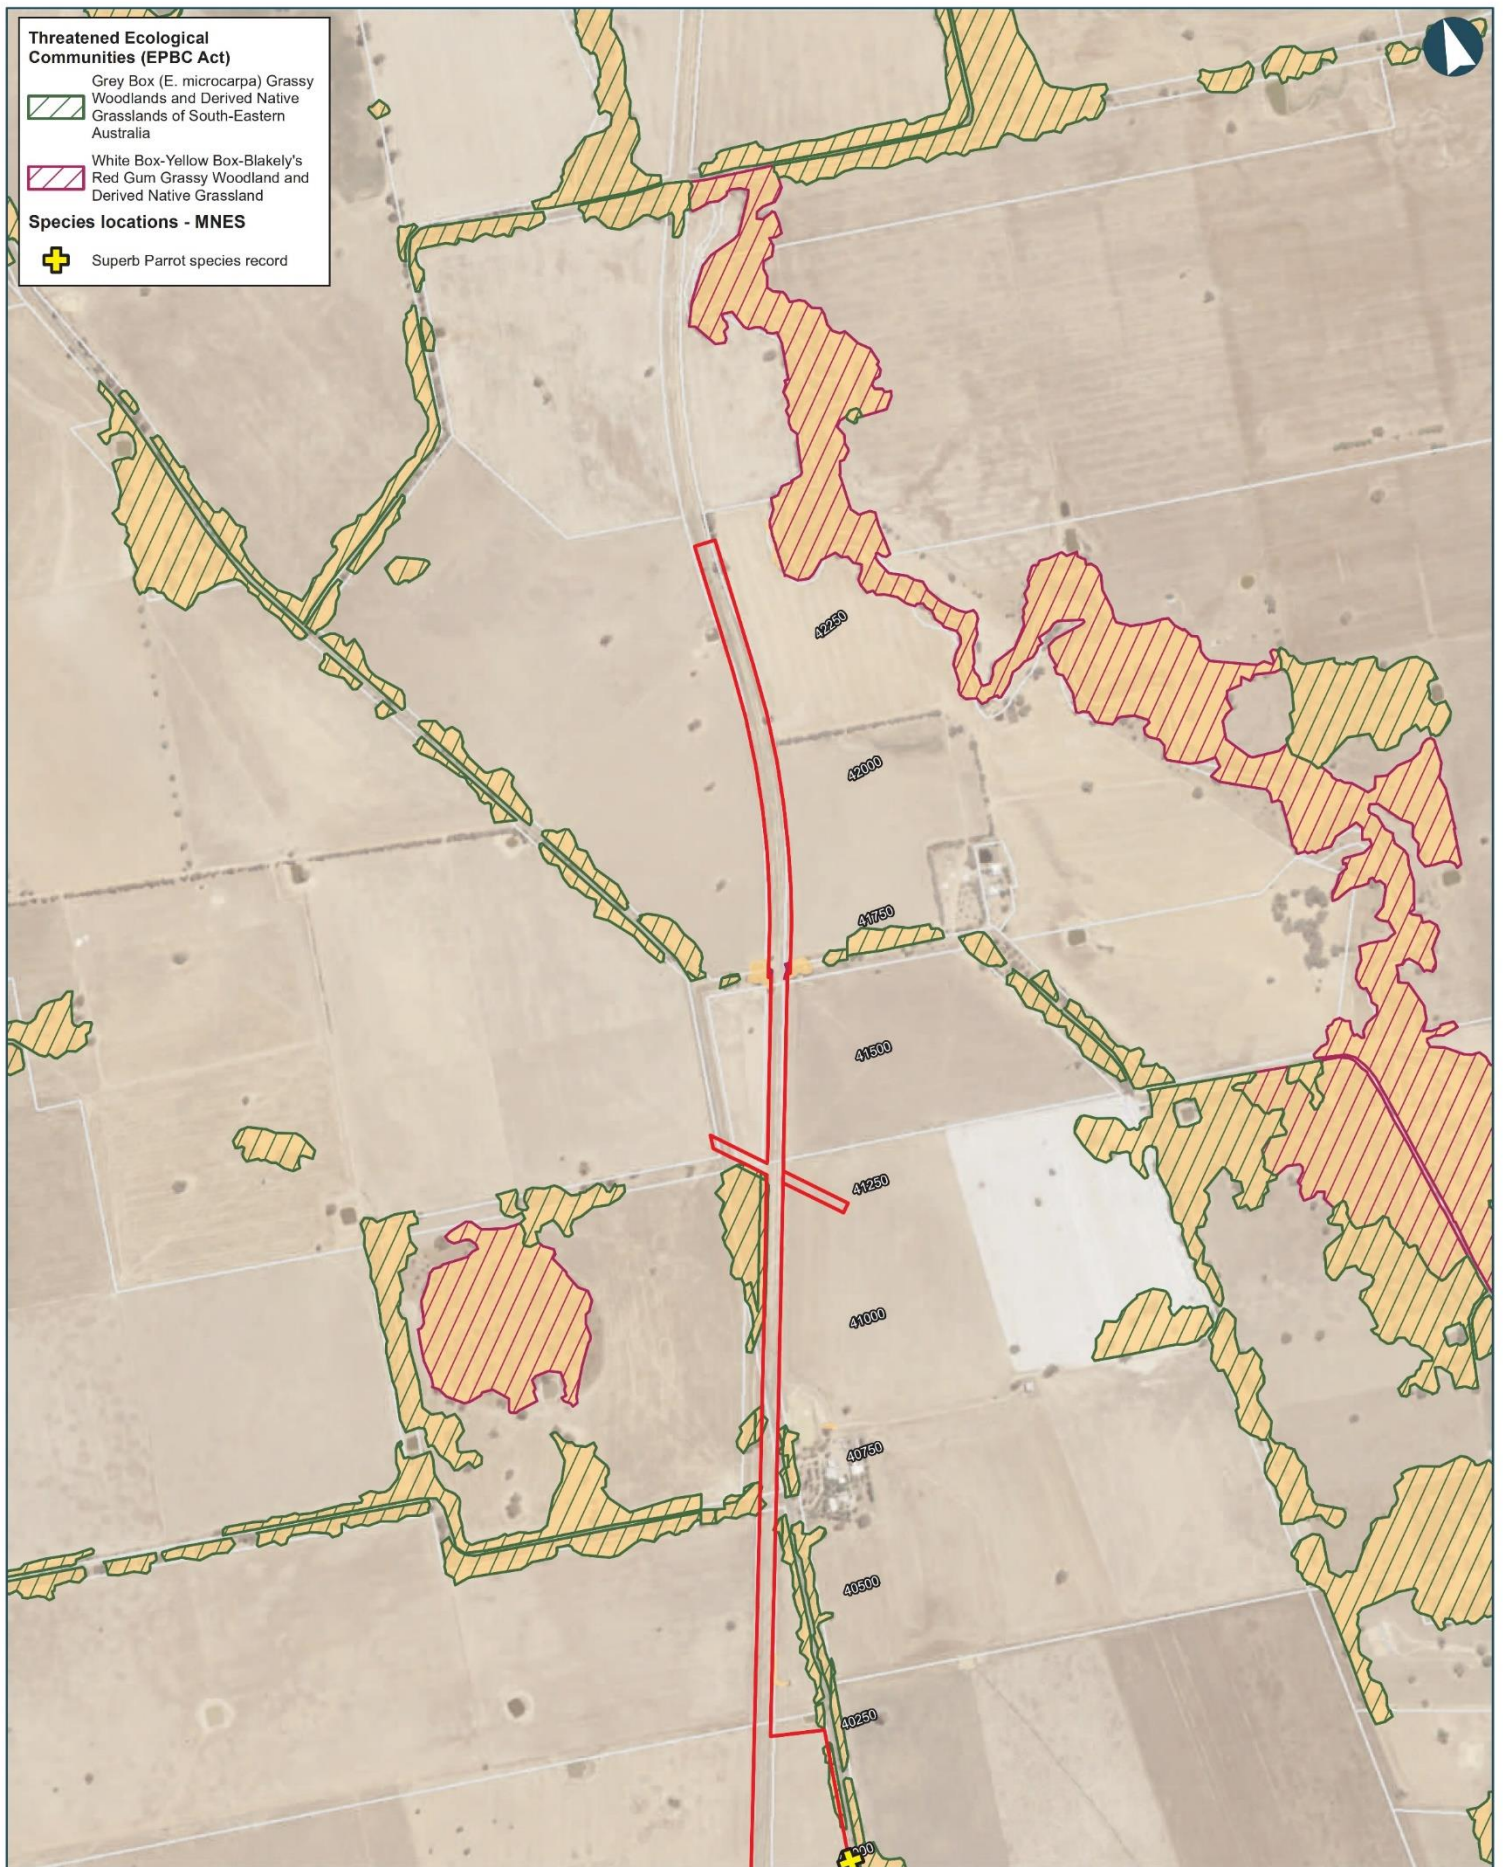 Threatened Ecological
Communities (EPBC Act)
Grey Box (E. microcarpa) Grassy
Woodlands and Derived Native
Grasslands of South-Eastern
Australia
White Box-Yellow Box-Blakely's
Red Gum Grassy Woodland and
Derived Native Grassland
Species locations - MNES
Superb Parrot species record
42250
42000
41750
41500
41250
41000
40750
40500
40250